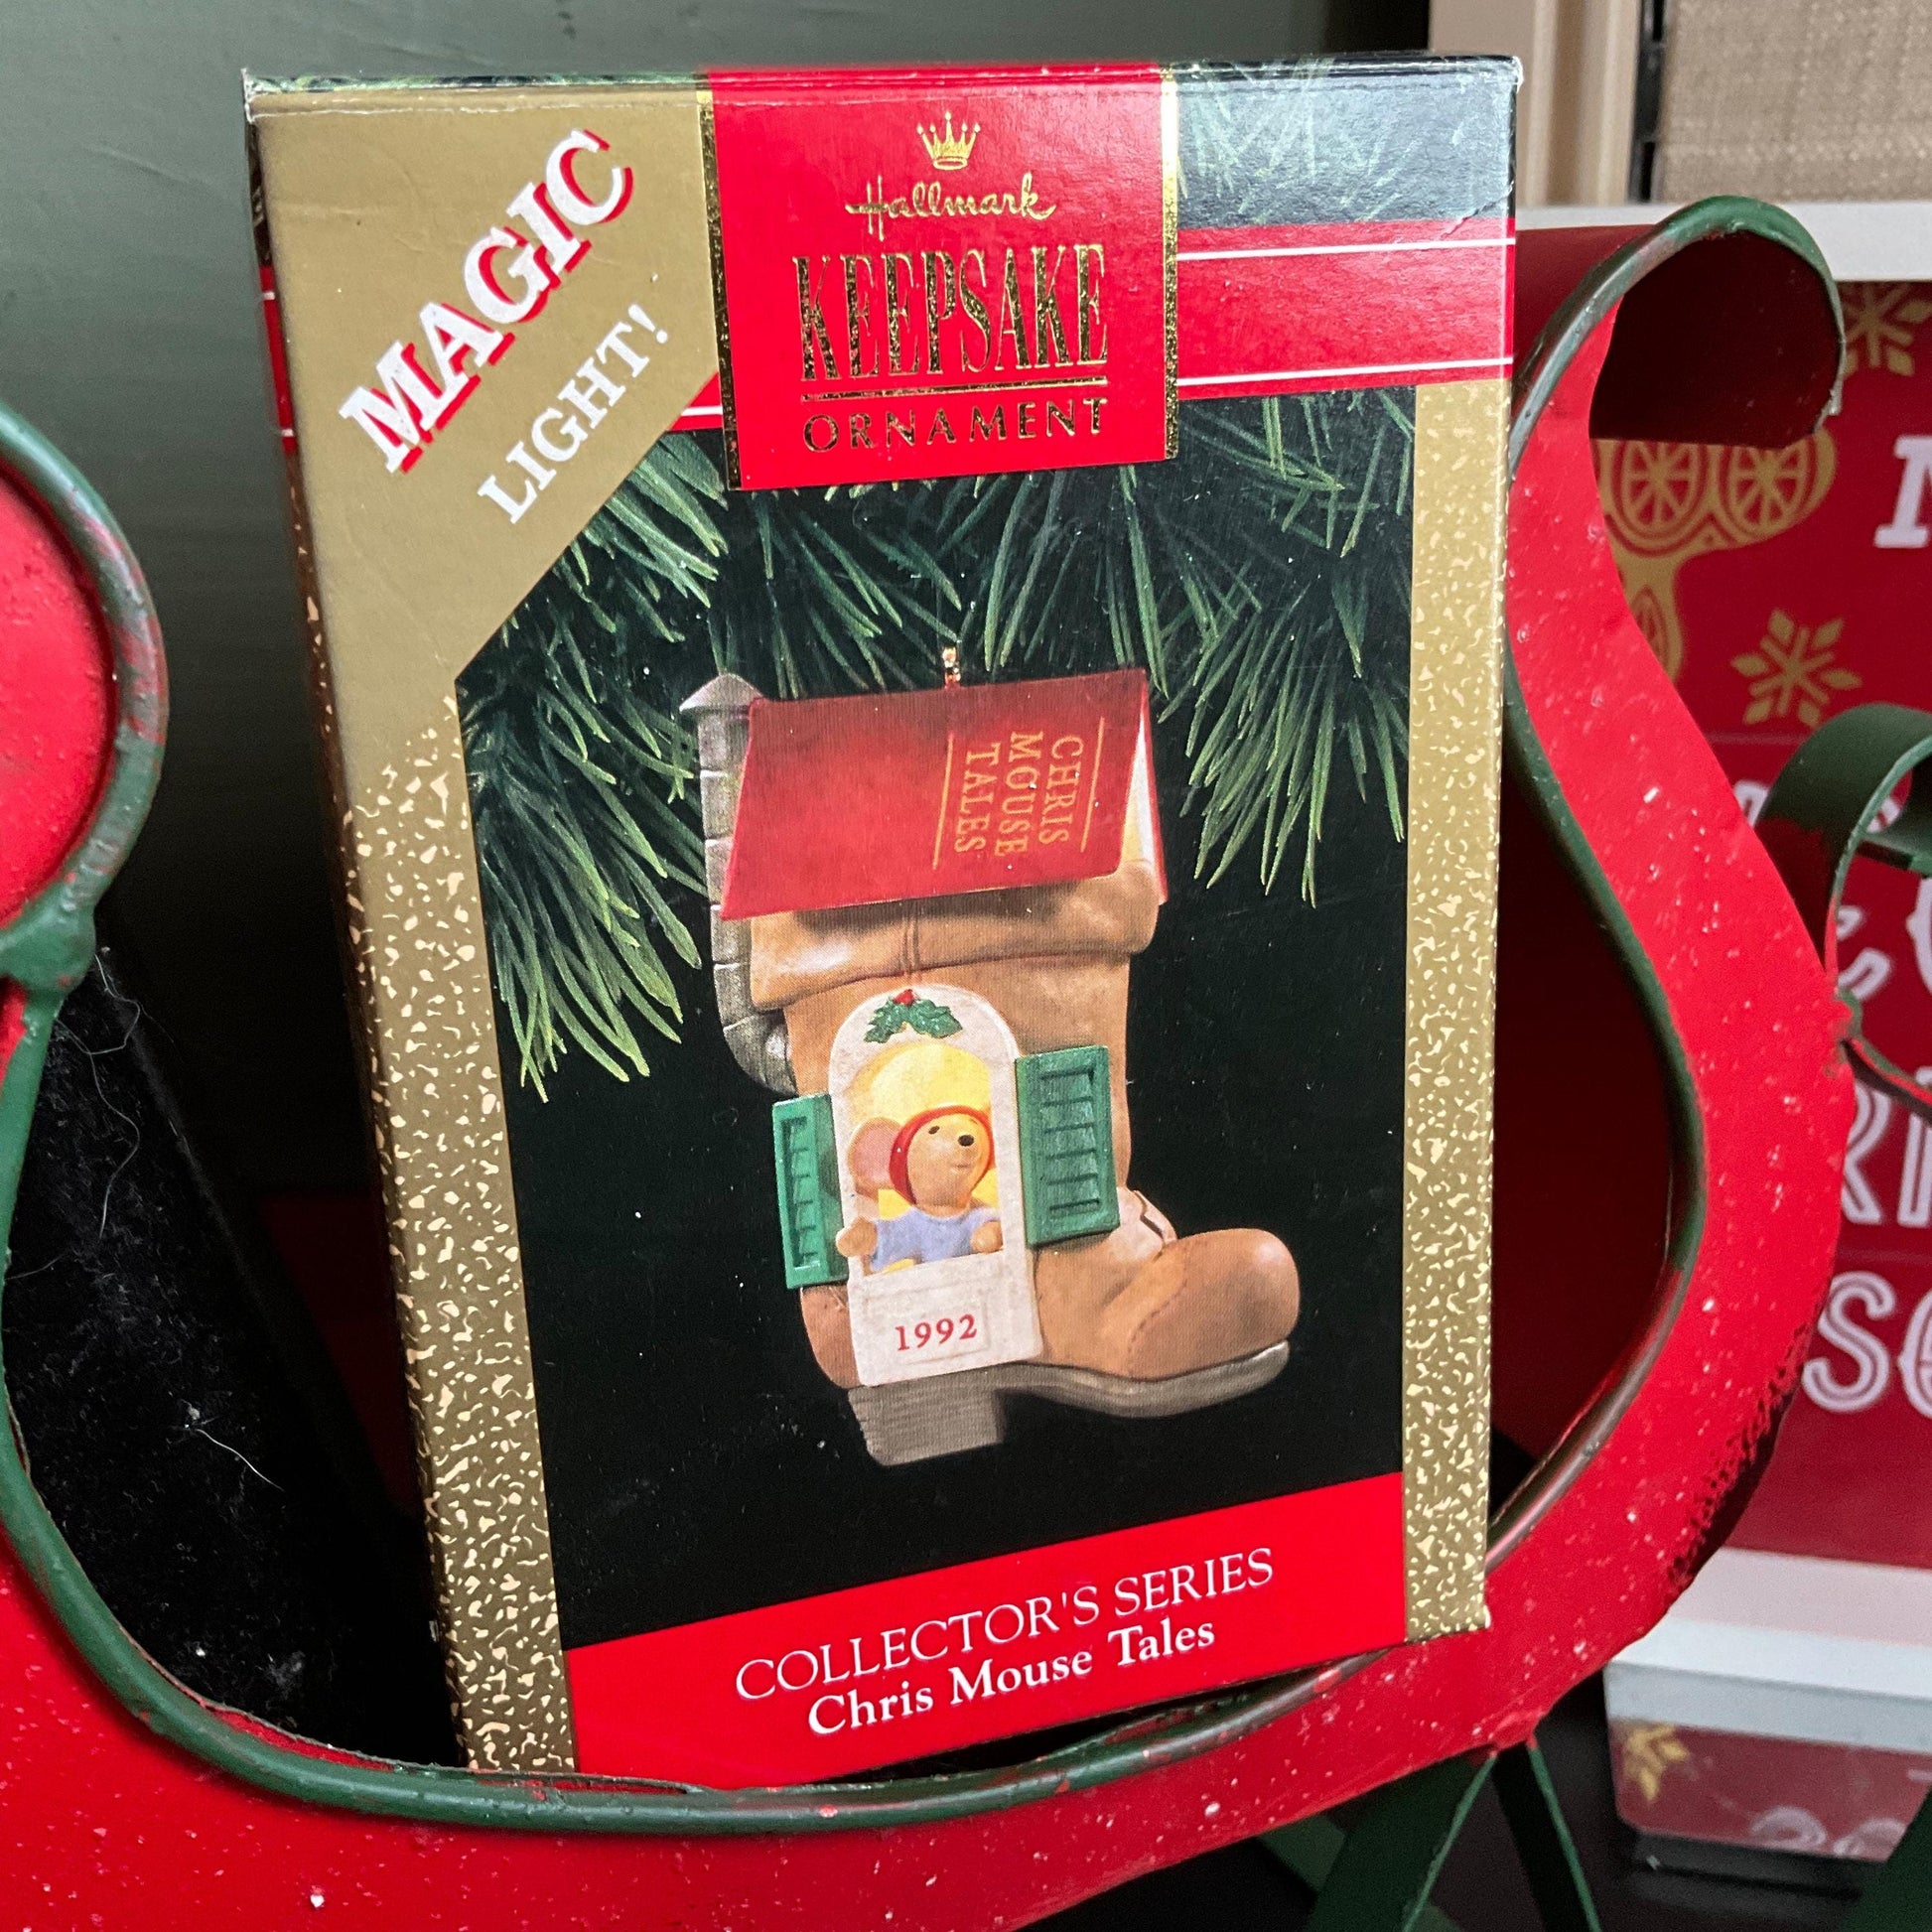 MAGIC
LIGHT!
Hallmark
KEEPSAKE
ORNAMENT
CHRIS
MOUSE
TALES
1992
COLLECTOR'S SERIES
Chris Mouse Tales